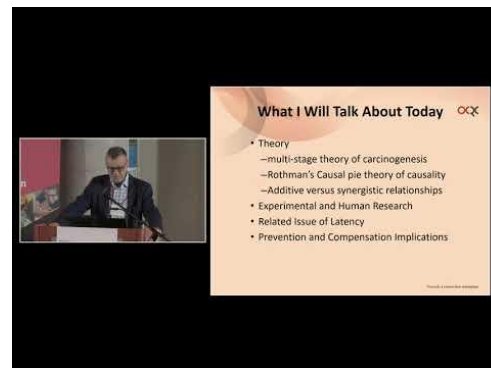 What I Will Talk About Today
• Theory
–multi-stage theory of carcinogenesis
–Rothman's Causal pie theory of causality
–Additive versus synergistic relationships
• Experimental and Human Research
• Related Issue of Latency
• Prevention and Compensation Implications